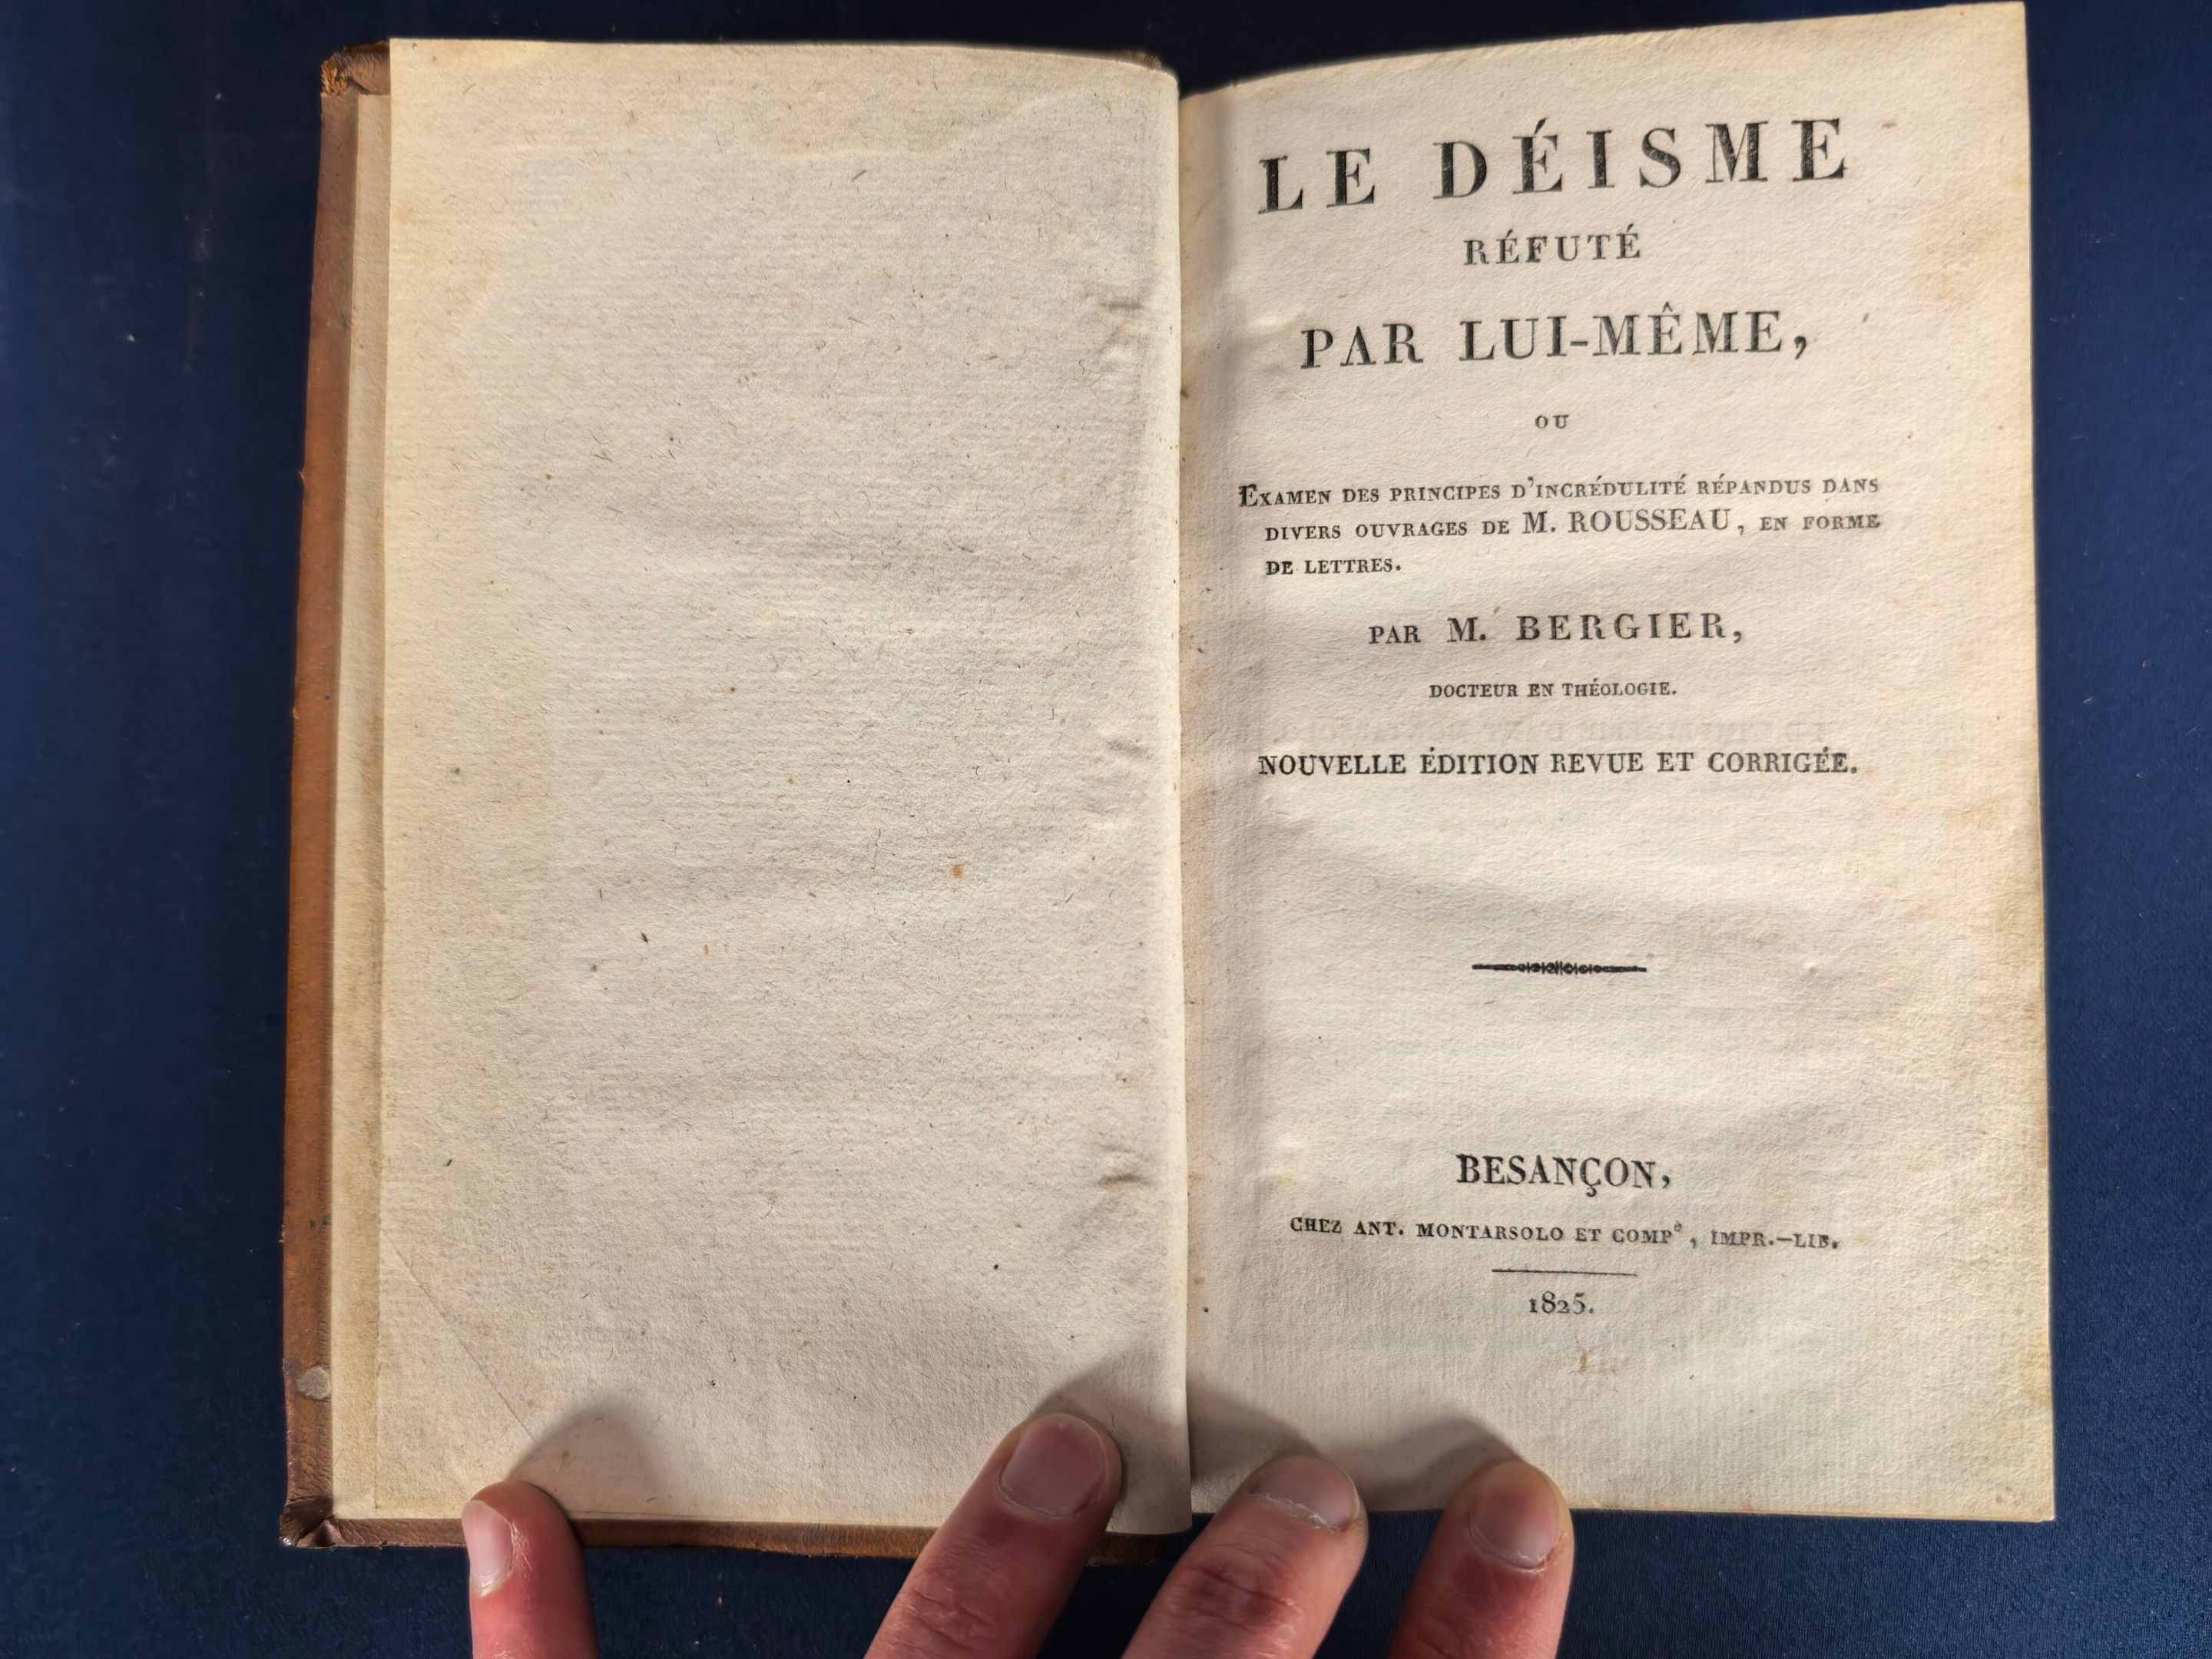 LE DÉISME
RÉFUTÉ
PAR LUI-MÊME,
OU
EXAMEN DES PRINCIPES D'INCRÉDULITÉ RÉPANDUS DANS
DIVERS OUVRAGES DE M. ROUSSEAU, EN FORME
DE LETTRES.
PAR M. BERGIER,
DOCTEUR EN THÉOLOGIE.
NOUVELLE ÉDITION REVUE ET CORRIGÉE.
BESANÇON,
CHEZ ANT. MONTARSOLO ET COMPe, IMPR.-LIB.
1825.